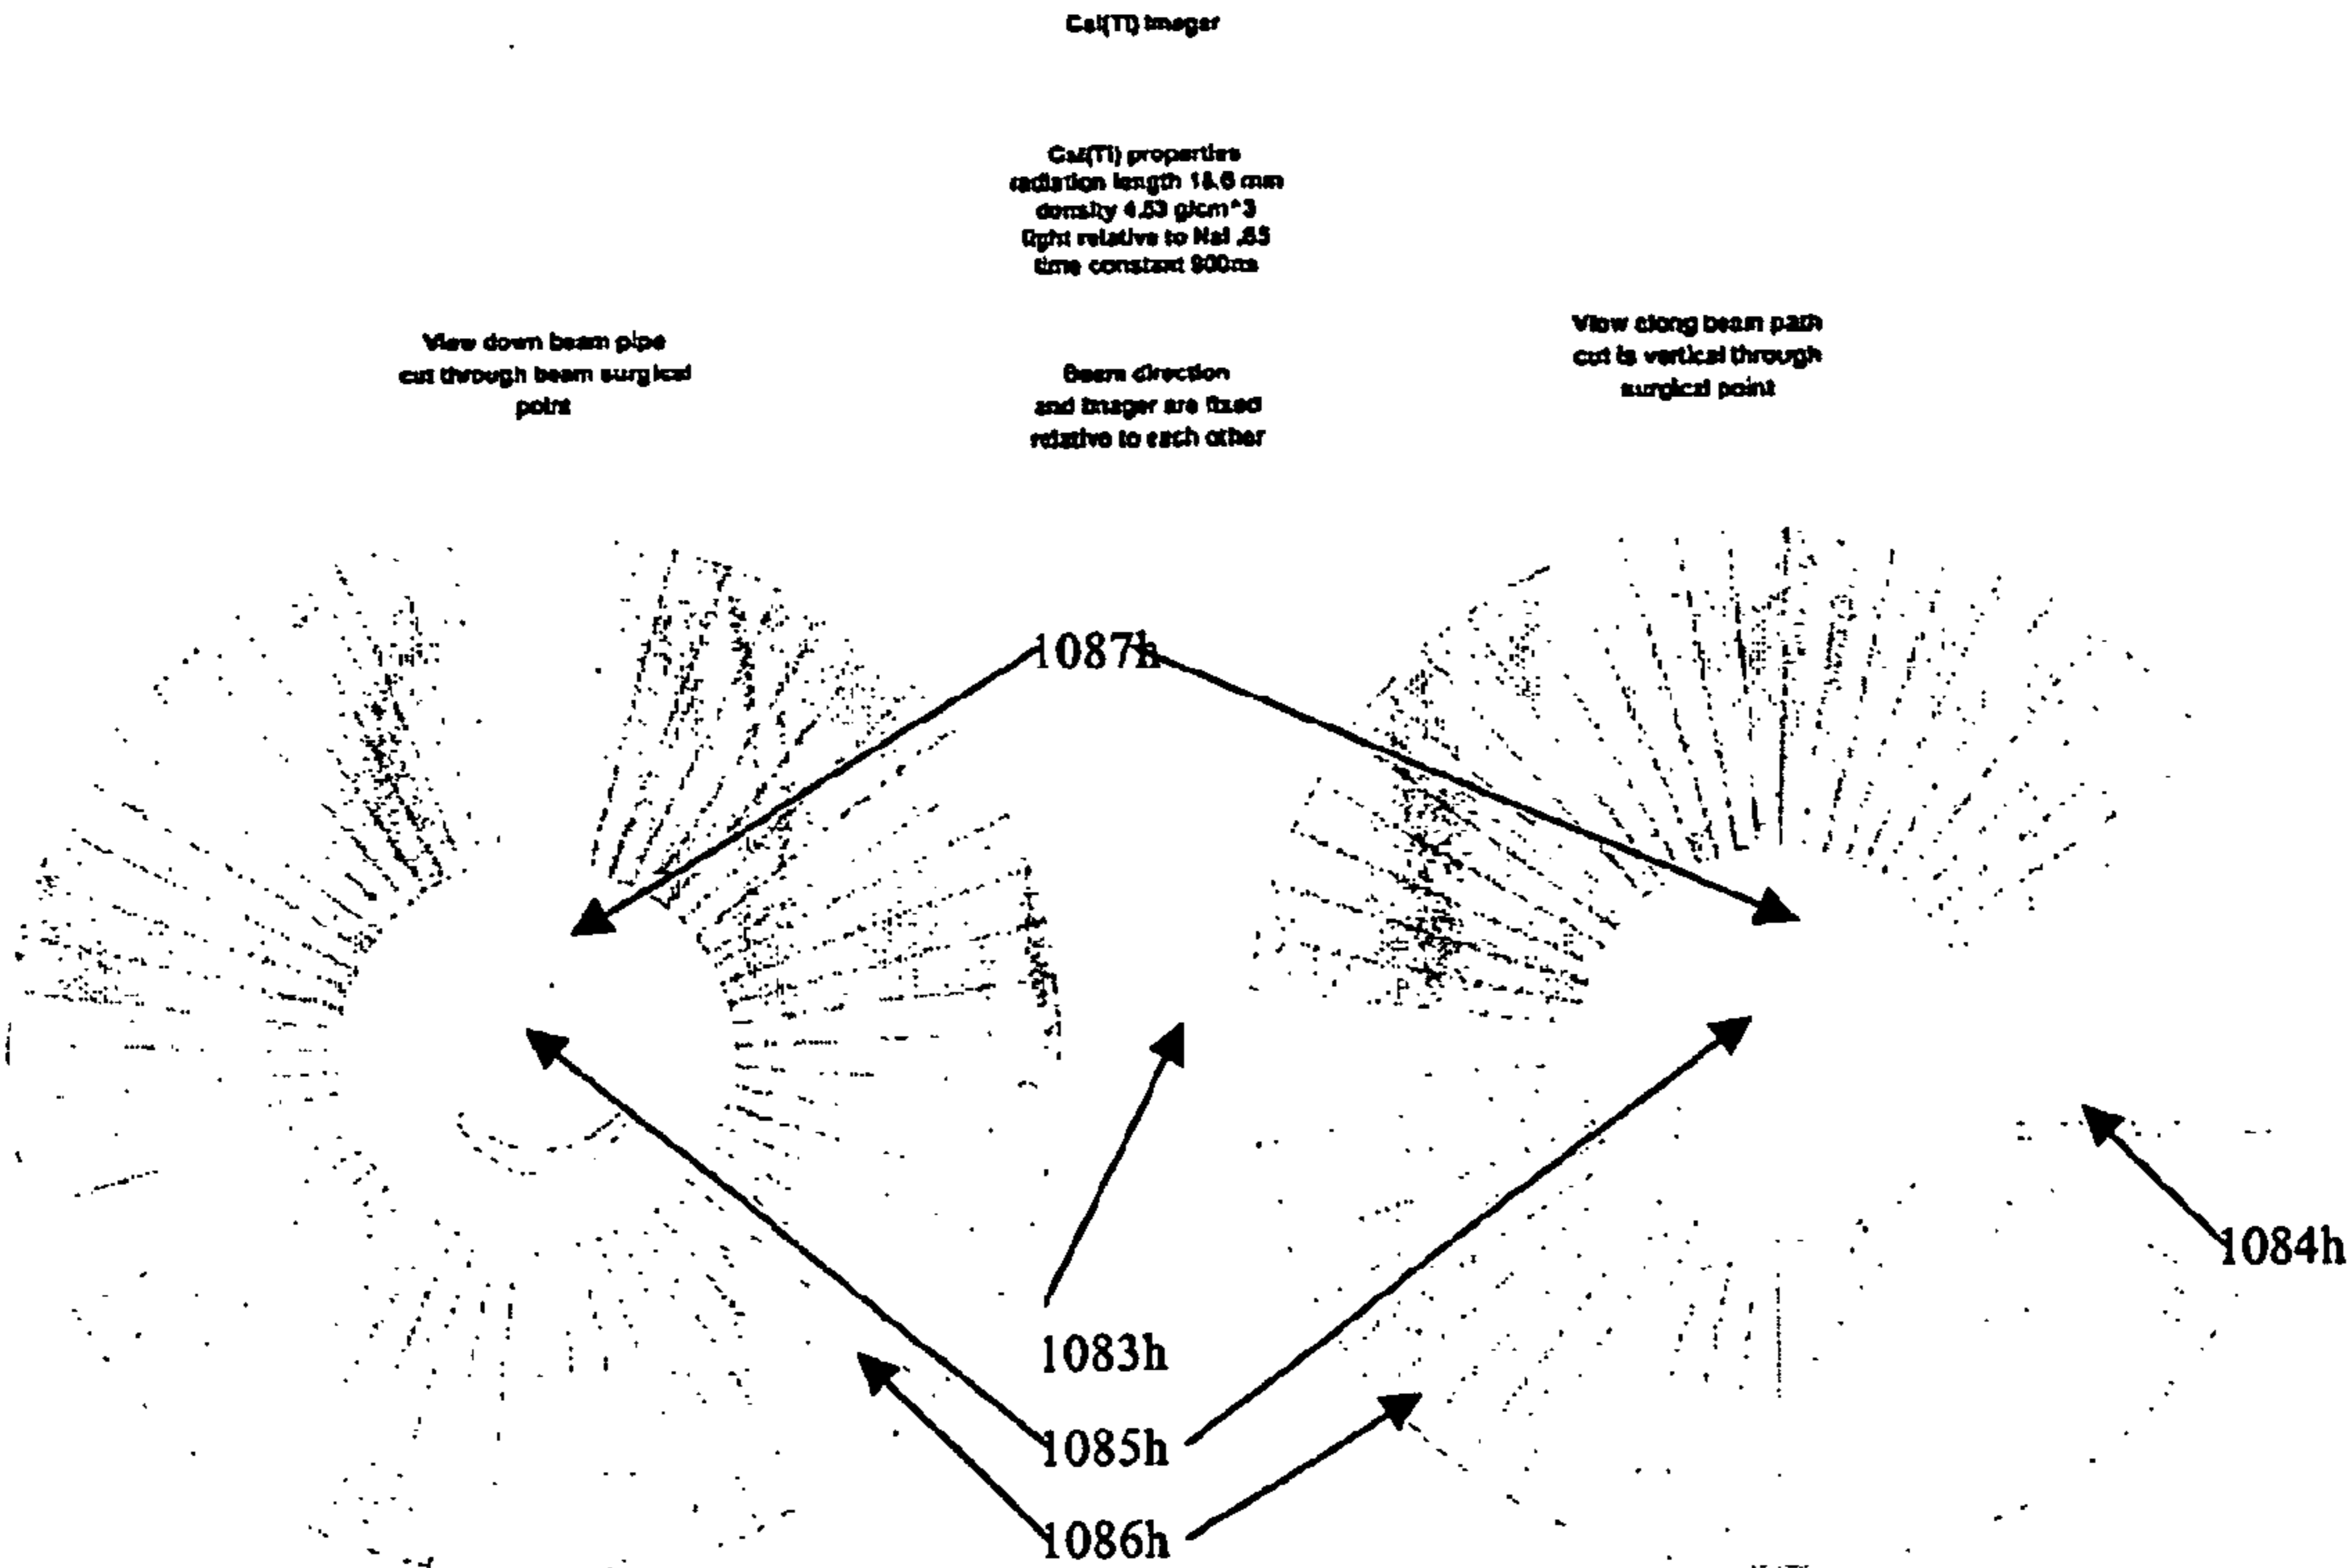 CsI(Tl) Imager
CsI(Tl) properties
radiation length 18.6 mm
density 4.53 g/cm^3
light relative to NaI .85
time constant 900ns
View down beam pipe
cut through beam surgical
point
Beam direction
and Imager are fixed
relative to each other
View along beam path
cut is vertical through
surgical point
1087h
1084h
1083h
1085h
1086h